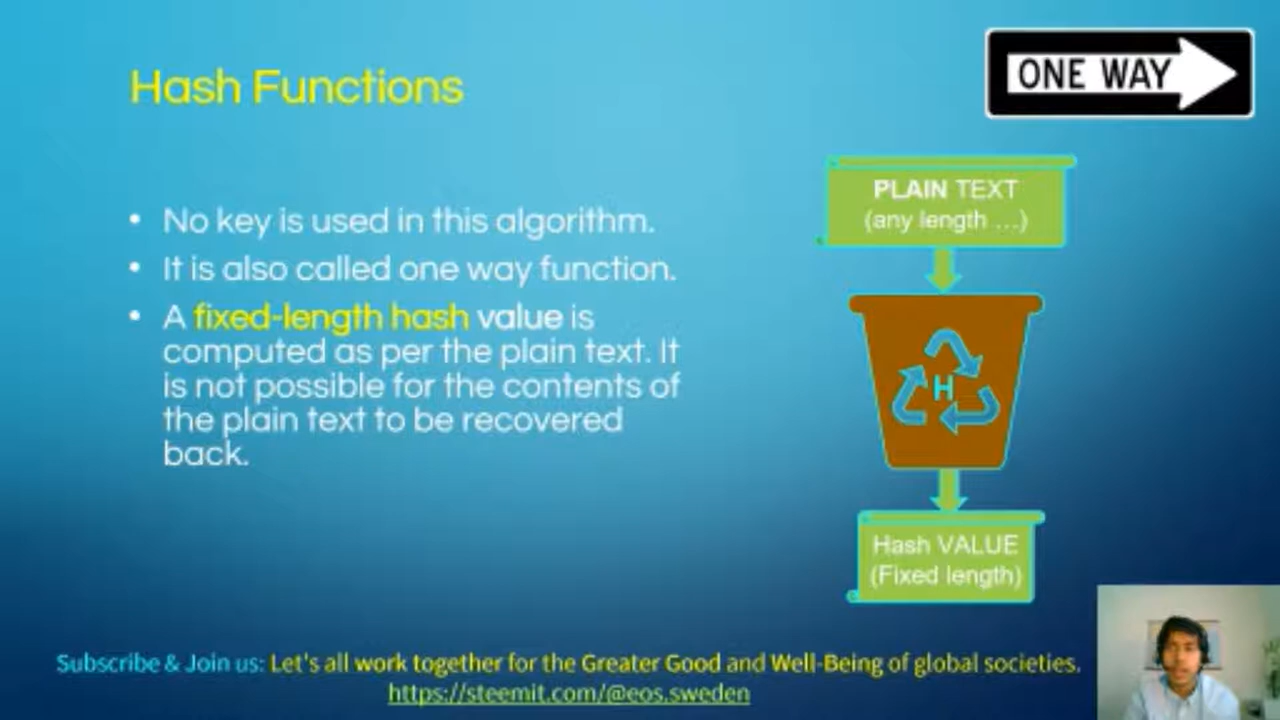 Hash Functions
ONE WAY
• No key is used in this algorithm.
• It is also called one way function.
• A fixed-length hash value is
computed as per the plain text. It
is not possible for the contents of
the plain text to be recovered
back.
PLAIN TEXT
(any length ...)
H
Hash VALUE
(Fixed length)
Subscribe & Join us: Let's all work together for the Greater Good and Well-Being of global societies.
https://steemit.com/@eos.sweden